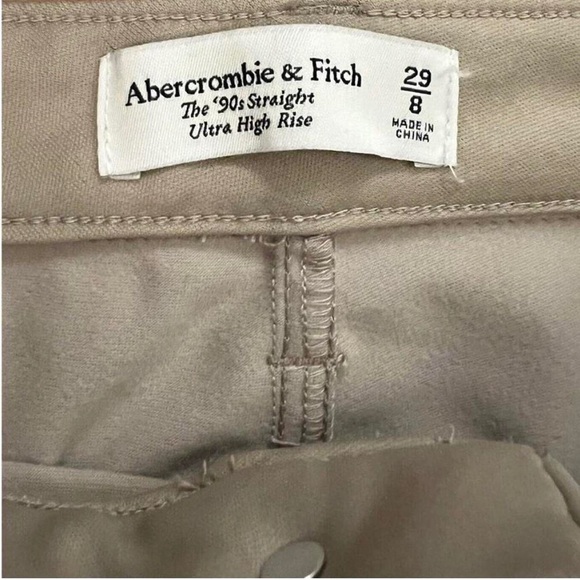 Abercrombie & Fitch
The '90s Straight
Ultra High Rise
29
8
MADE IN
CHINA